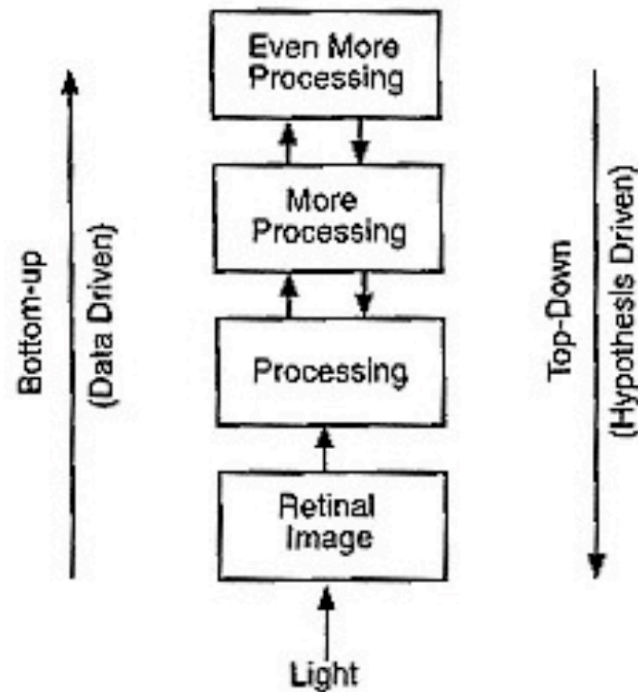 Even More
Processing
More
Processing
Processing
Retinal
Image
Light
Bottom-up
(Data Driven)
Top-Down
(Hypothesis Driven)